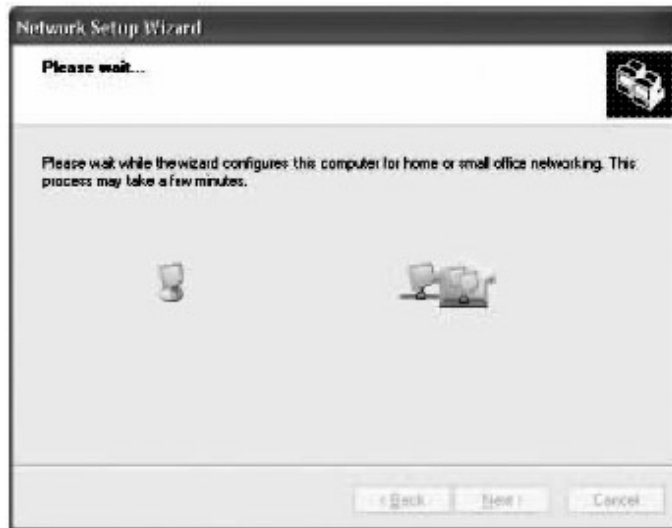 Network Setup Wizard
Please wait...
Please wait while the wizard configures this computer for home or small office networking. This
process may take a few minutes.
< Back
Next >
Cancel